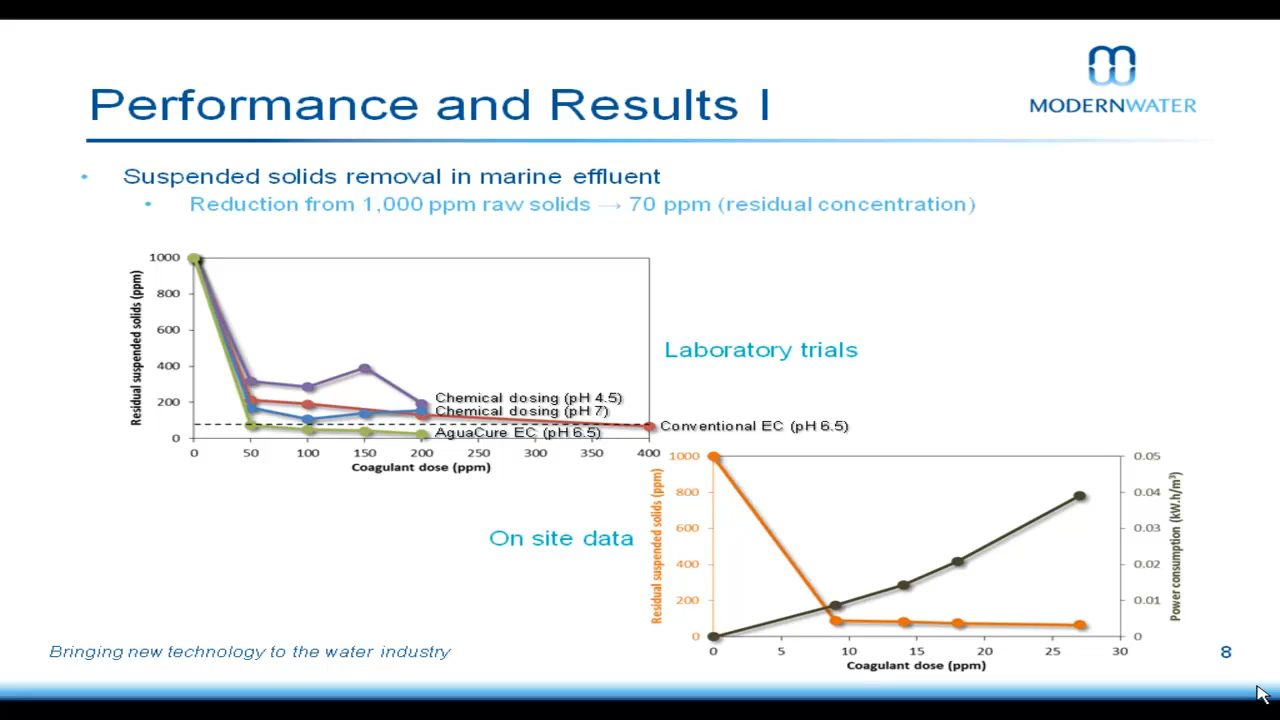 MODERNWATER
Performance and Results I
• Suspended solids removal in marine effluent
• Reduction from 1,000 ppm raw solids → 70 ppm (residual concentration)
Residual suspended solids (ppm)
1000
800
600
400
200
0
0 50 100 150 200 250 300 350 400
Coagulant dose (ppm)
Chemical dosing (pH 4.5)
Chemical dosing (pH 7)
Conventional EC (pH 6.5)
AguaCure EC (pH 6.5)
Laboratory trials
On site data
Residual suspended solids (ppm)
1000
800
600
400
200
0
0.05
0.04
0.03
0.02
0.01
0
Power consumption (kW.h/m³)
0 5 10 15 20 25 30
Coagulant dose (ppm)
Bringing new technology to the water industry
8